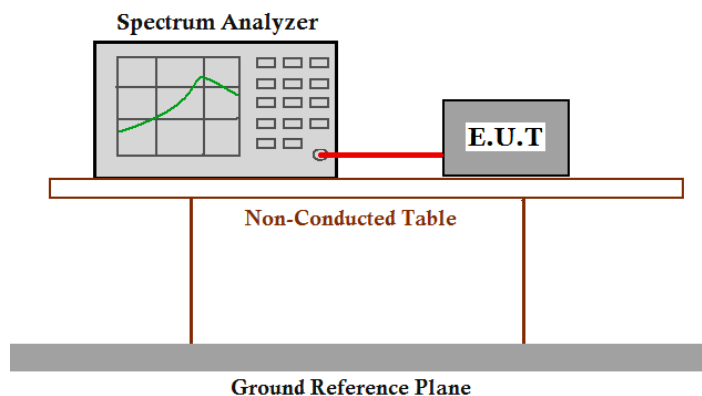 Spectrum Analyzer
E.U.T
Non-Conducted Table
Ground Reference Plane